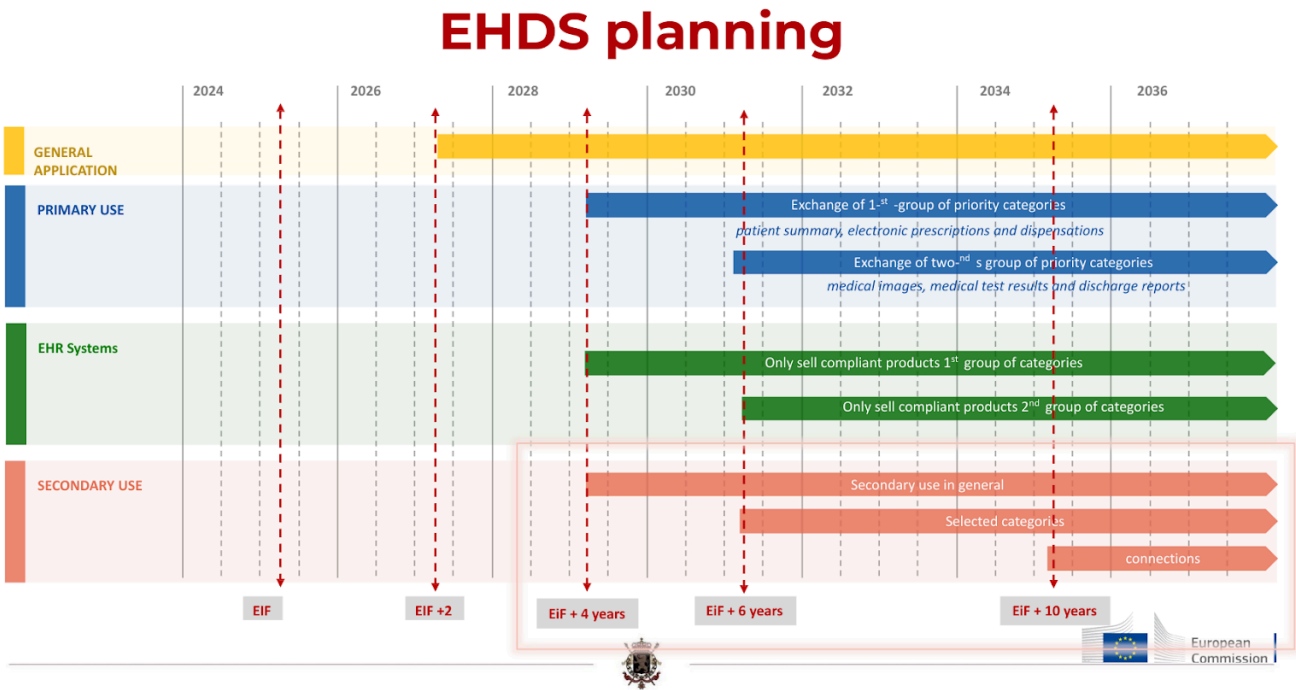 EHDS planning
2024 2026 2028 2030 2032 2034 2036
GENERAL
APPLICATION
PRIMARY USE
Exchange of 1-st -group of priority categories
patient summary, electronic prescriptions and dispensations
Exchange of two-nd s group of priority categories
medical images, medical test results and discharge reports
EHR Systems
Only sell compliant products 1st group of categories
Only sell compliant products 2nd group of categories
SECONDARY USE
Secondary use in general
Selected categories
connections
EIF EIF +2 EiF + 4 years EiF + 6 years EiF + 10 years
European
Commission